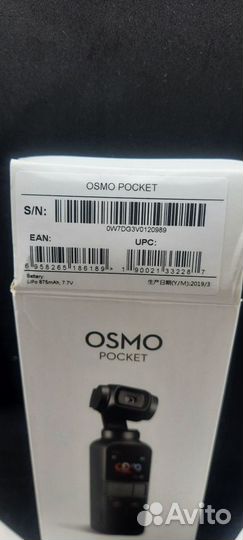 OSMO POCKET
S/N:
0W7DG3V0120989
EAN: UPC:
6 958265 186189 > 1 90021 33228 7
Battery:
LiPo 875mAh, 7.7V 生产日期(Y/M):2019/3
OSMO
POCKET
Avito